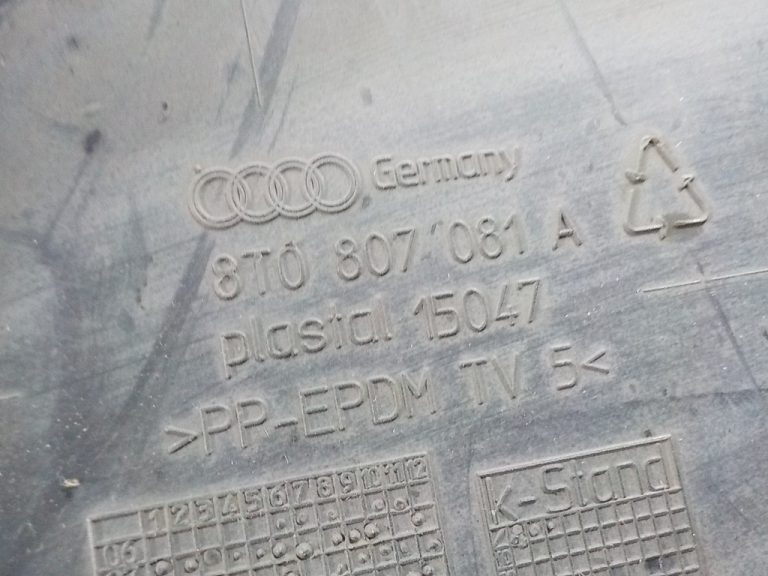 Germany
8T0 807 081 A
plastal 15047
>PP-EPDM TV 5<
1 2 3 4 5 6 7 8 9 10 11 12
06
K-Stand